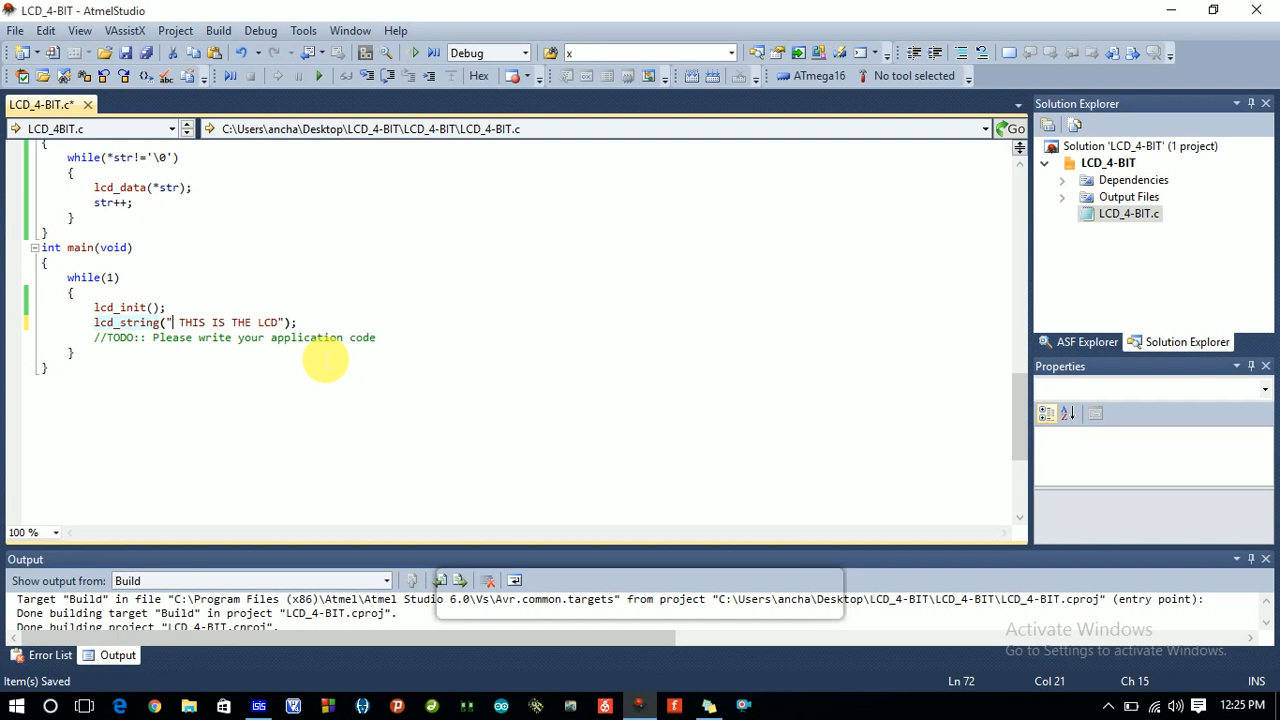 LCD_4-BIT - AtmelStudio
File Edit View VAssistX Project Build Debug Tools Window Help
Debug x
Hex ATmega16 No tool selected
LCD_4-BIT.c*
LCD_4BIT.c C:\Users\ancha\Desktop\LCD_4-BIT\LCD_4-BIT\LCD_4-BIT.c Go
{
while(*str!='\0')
{
lcd_data(*str);
str++;
}
}
int main(void)
{
while(1)
{
lcd_init();
lcd_string(" THIS IS THE LCD");
//TODO:: Please write your application code
}
}
100 %
Solution Explorer
Solution 'LCD_4-BIT' (1 project)
LCD_4-BIT
Dependencies
Output Files
LCD_4-BIT.c
ASF Explorer Solution Explorer
Properties
Output
Show output from: Build
Target "Build" in file "C:\Program Files (x86)\Atmel\Atmel Studio 6.0\Vs\Avr.common.targets" from project "C:\Users\ancha\Desktop\LCD_4-BIT\LCD_4-BIT\LCD_4-BIT.cproj" (entry point):
Done building target "Build" in project "LCD_4-BIT.cproj".
Done building project "LCD_4-BIT.cproj".
Activate Windows
Go to Settings to activate Windows.
Error List Output
Item(s) Saved Ln 72 Col 21 Ch 15 INS
12:25 PM